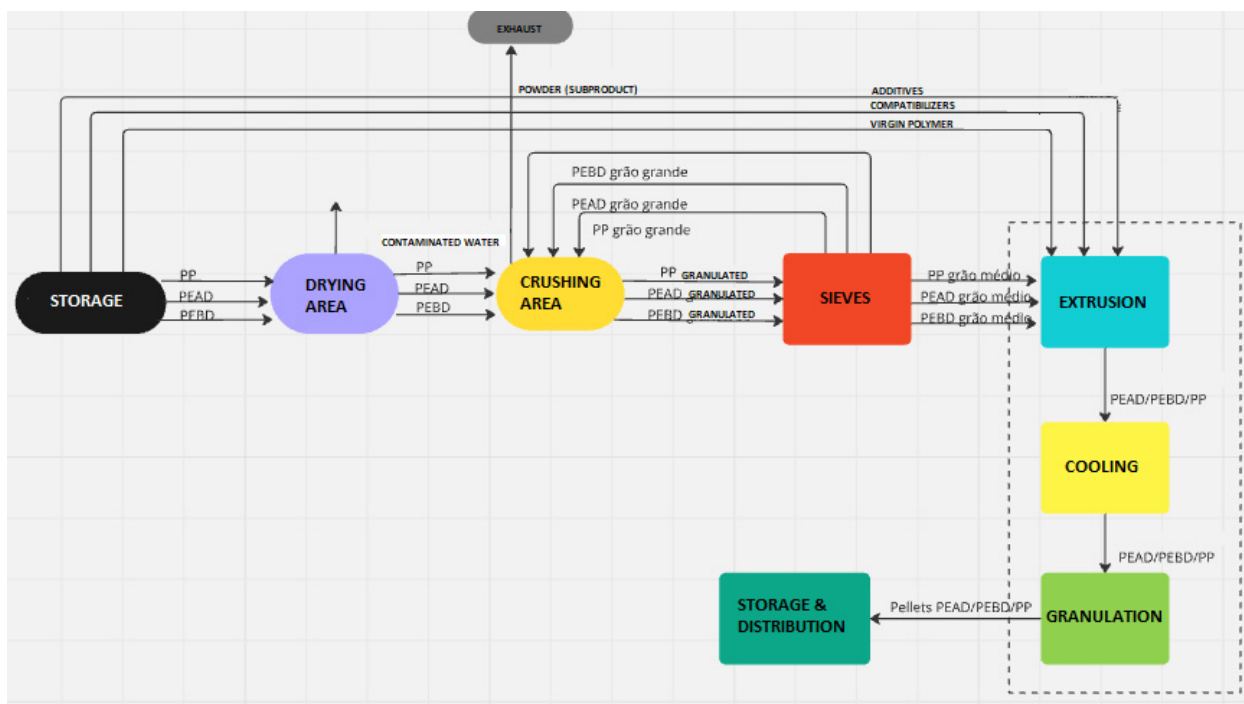 EXHAUST
POWDER (SUBPRODUCT)
ADDITIVES
COMPATIBILIZERS
VIRGIN POLYMER
PEBD grão grande
PEAD grão grande
PP grão grande
CONTAMINATED WATER
STORAGE
PP
PEAD
PEBD
DRYING
AREA
PP
PEAD
PEBD
CRUSHING
AREA
PP GRANULATED
PEAD GRANULATED
PEBD GRANULATED
SIEVES
PP grão médio
PEAD grão médio
PEBD grão médio
EXTRUSION
PEAD/PEBD/PP
COOLING
PEAD/PEBD/PP
GRANULATION
Pellets PEAD/PEBD/PP
STORAGE &
DISTRIBUTION